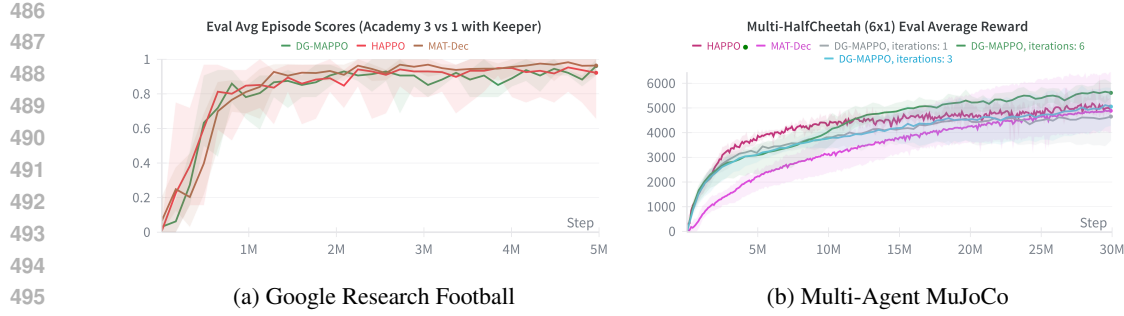 486
487
488
489
490
491
492
493
494
495
Eval Avg Episode Scores (Academy 3 vs 1 with Keeper)
DG-MAPPO HAPPO MAT-Dec
1
0.8
0.6
0.4
0.2
0
Step
1M 2M 3M 4M 5M
(a) Google Research Football
Multi-HalfCheetah (6x1) Eval Average Reward
HAPPO MAT-Dec DG-MAPPO, iterations: 1 DG-MAPPO, iterations: 6
DG-MAPPO, iterations: 3
6000
5000
4000
3000
2000
1000
0
Step
5M 10M 15M 20M 25M 30M
(b) Multi-Agent MuJoCo